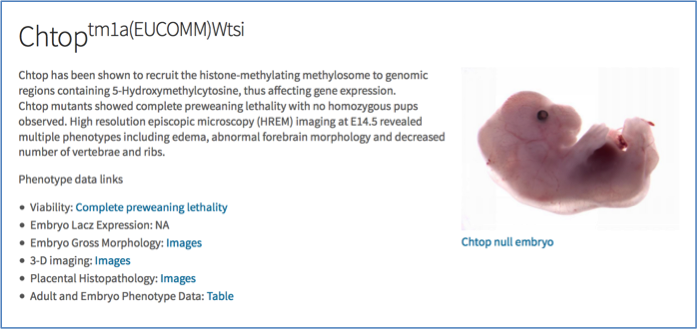 Chtop tm1a(EUCOMM)Wtsi
Chtop has been shown to recruit the histone-methylating methylosome to genomic
regions containing 5-Hydroxymethylcytosine, thus affecting gene expression.
Chtop mutants showed complete preweaning lethality with no homozygous pups
observed. High resolution episcopic microscopy (HREM) imaging at E14.5 revealed
multiple phenotypes including edema, abnormal forebrain morphology and decreased
number of vertebrae and ribs.
Phenotype data links
• Viability: Complete preweaning lethality
• Embryo Lacz Expression: NA
• Embryo Gross Morphology: Images
• 3-D imaging: Images
• Placental Histopathology: Images
• Adult and Embryo Phenotype Data: Table
Chtop null embryo